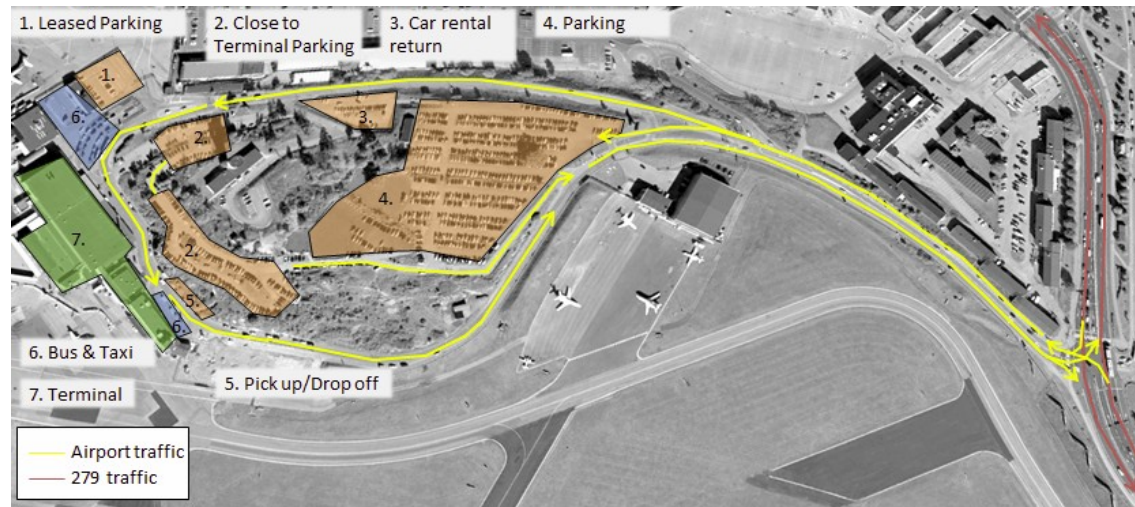 1. Leased Parking
2. Close to
Terminal Parking
3. Car rental
return
4. Parking
1.
6.
2.
3.
4.
7.
2.
5.
6.
6. Bus & Taxi
7. Terminal
5. Pick up/Drop off
Airport traffic
279 traffic